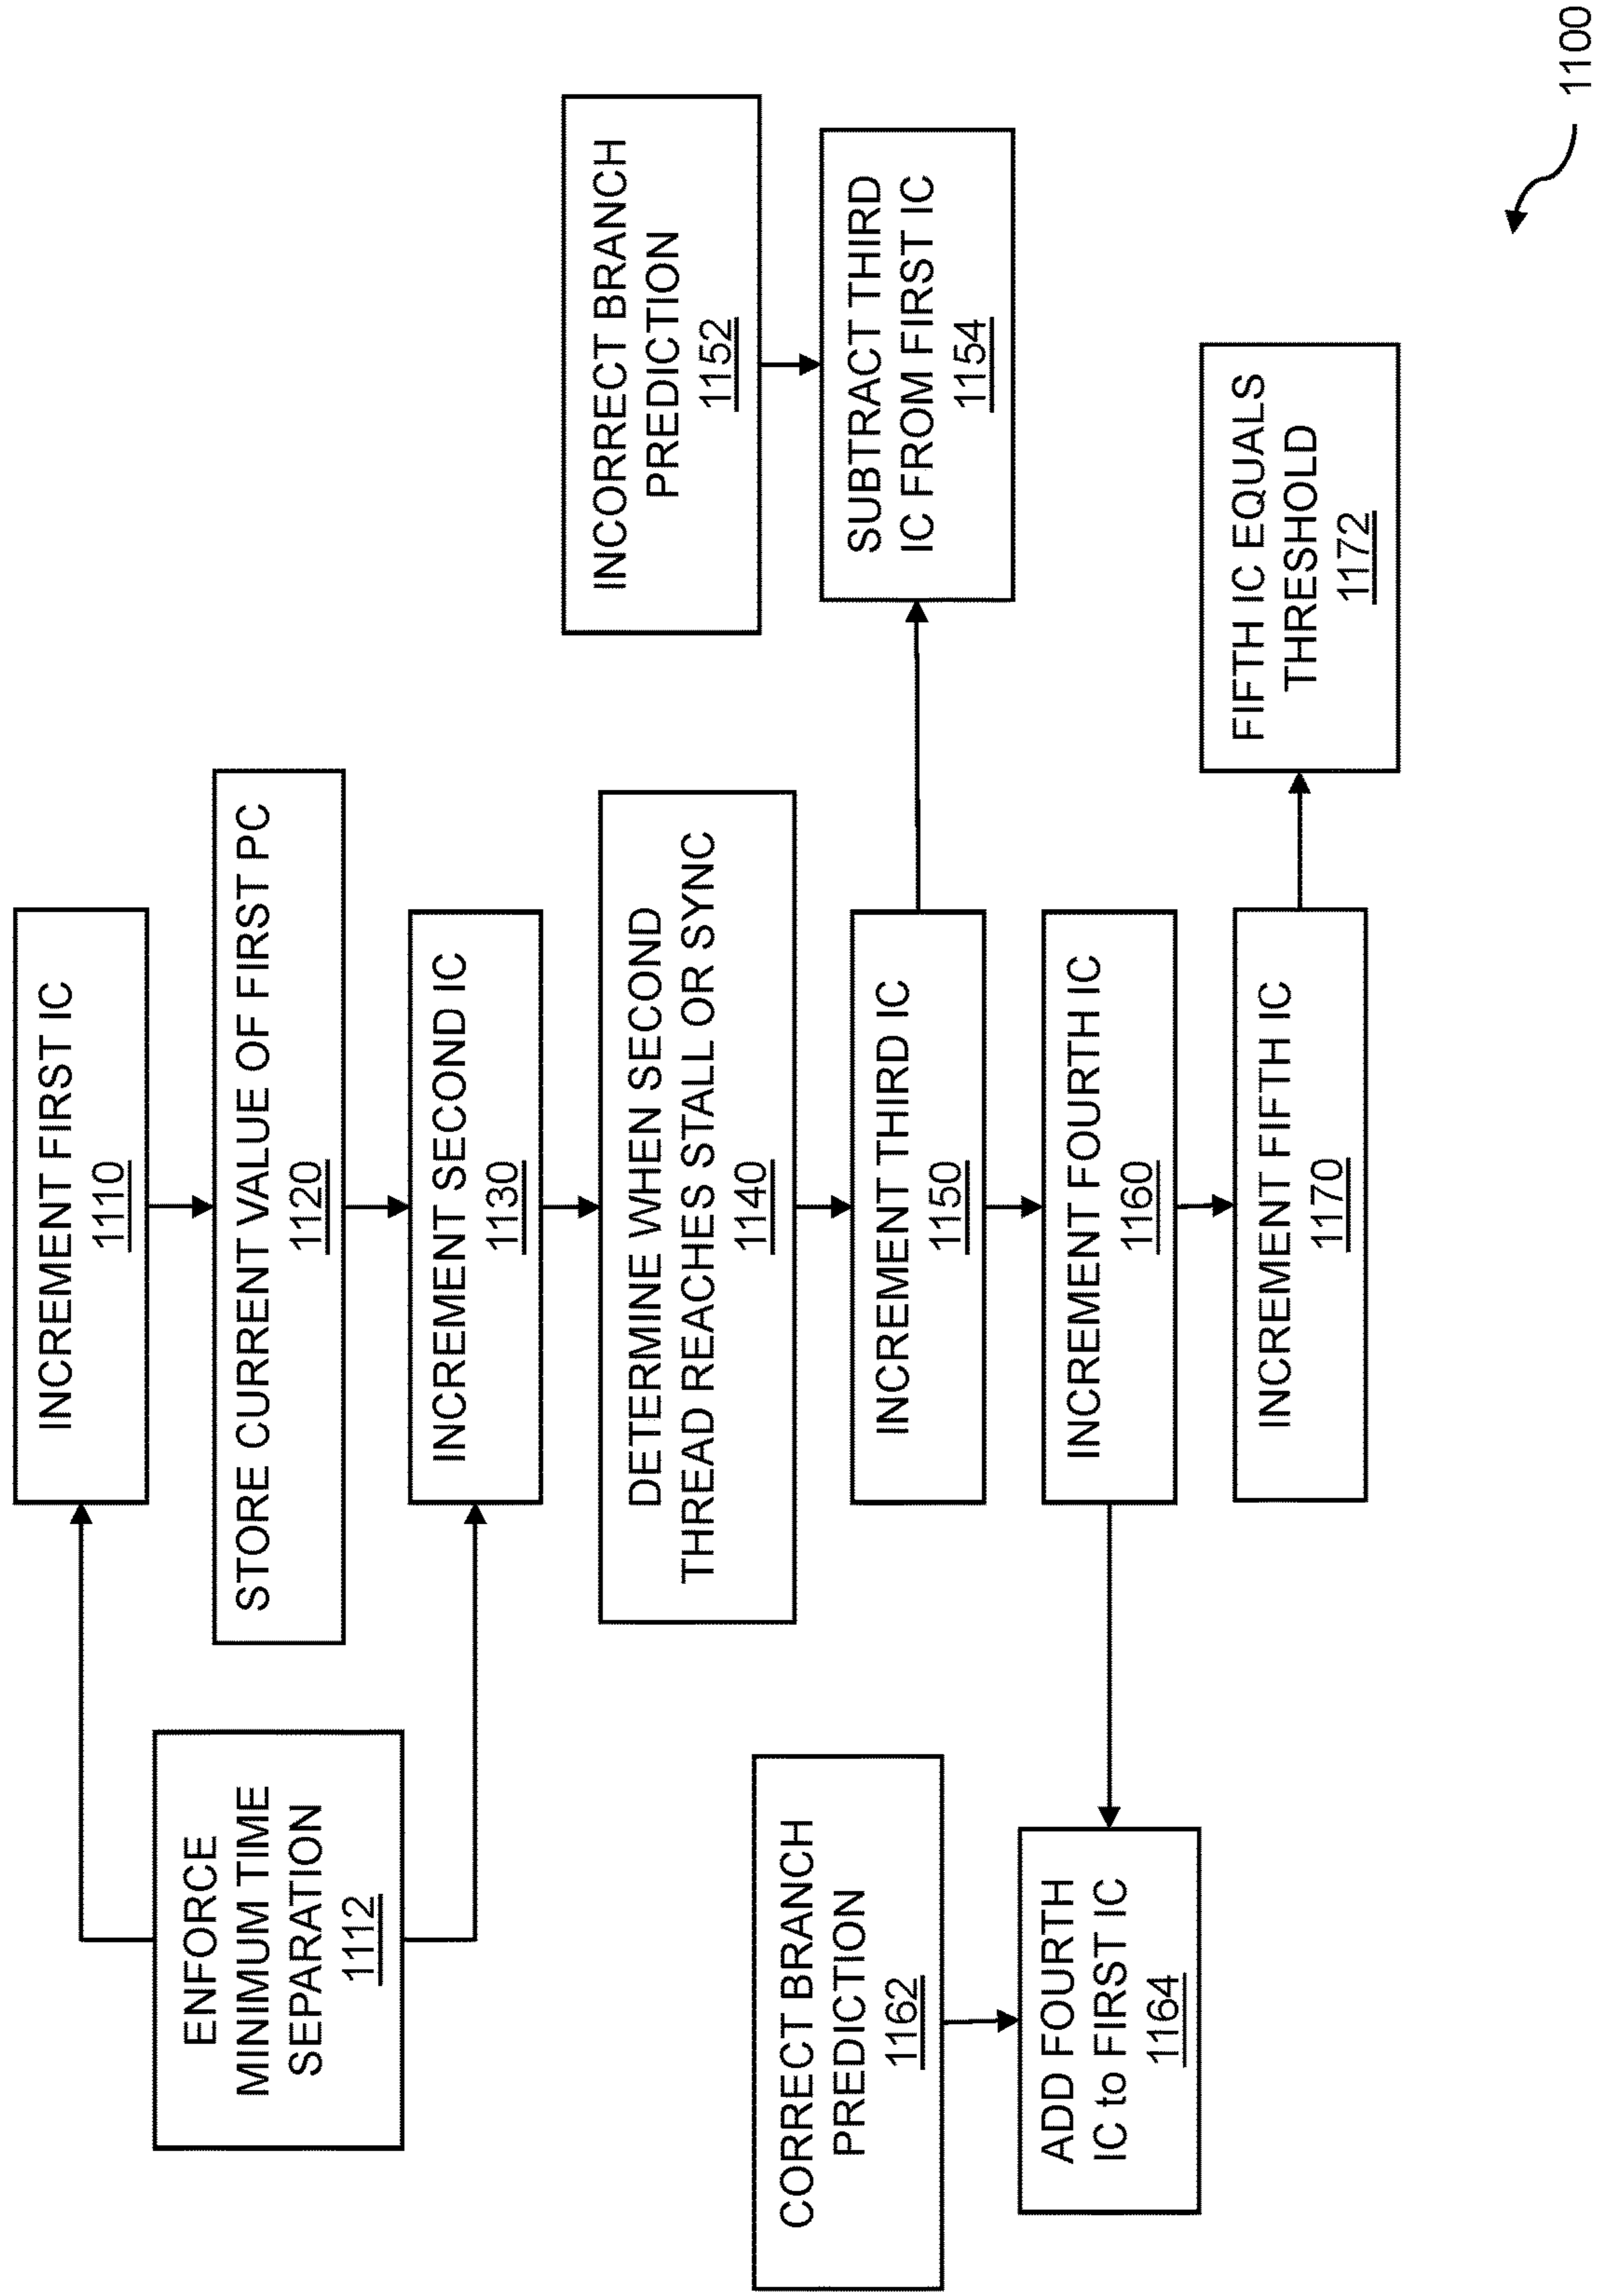 INCREMENT FIRST IC
1110
ENFORCE
MINIMUM TIME
SEPARATION
1112
STORE CURRENT VALUE OF FIRST PC
1120
INCREMENT SECOND IC
1130
DETERMINE WHEN SECOND
THREAD REACHES STALL OR SYNC
1140
INCORRECT BRANCH
PREDICTION
1152
INCREMENT THIRD IC
1150
SUBTRACT THIRD
IC FROM FIRST IC
1154
CORRECT BRANCH
PREDICTION
1162
INCREMENT FOURTH IC
1160
ADD FOURTH
IC to FIRST IC
1164
INCREMENT FIFTH IC
1170
FIFTH IC EQUALS
THRESHOLD
1172
1100